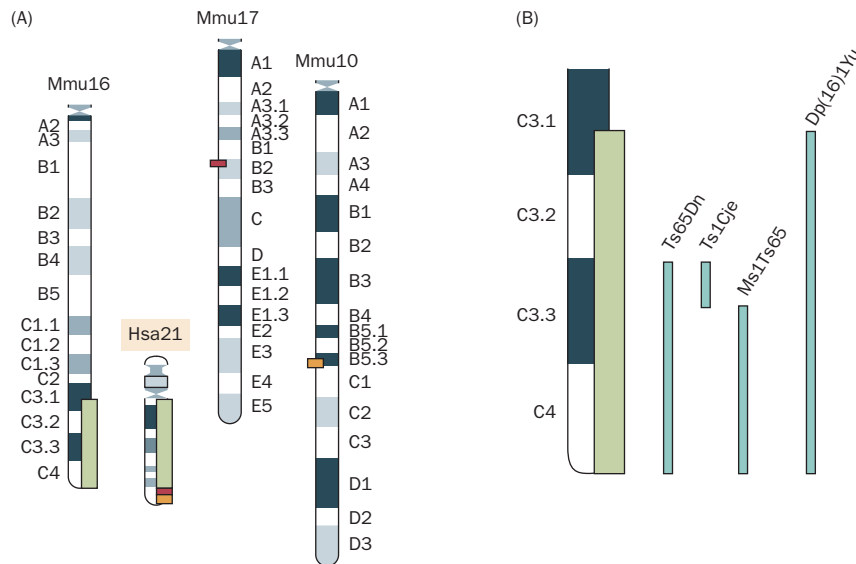 (A)
Mmu16
A2
A3
B1
B2
B3
B4
B5
C1.1
C1.2
C1.3
C2
C3.1
C3.2
C3.3
C4
Hsa21
Mmu17
A1
A2
A3.1
A3.2
A3.3
B1
B2
B3
C
D
E1.1
E1.2
E1.3
E2
E3
E4
E5
Mmu10
A1
A2
A3
A4
B1
B2
B3
B4
B5.1
B5.2
B5.3
C1
C2
C3
D1
D2
D3
(B)
C3.1
C3.2
C3.3
C4
Ts65Dn
Ts1Cje
Ms1Ts65
Dp(16)1Yu